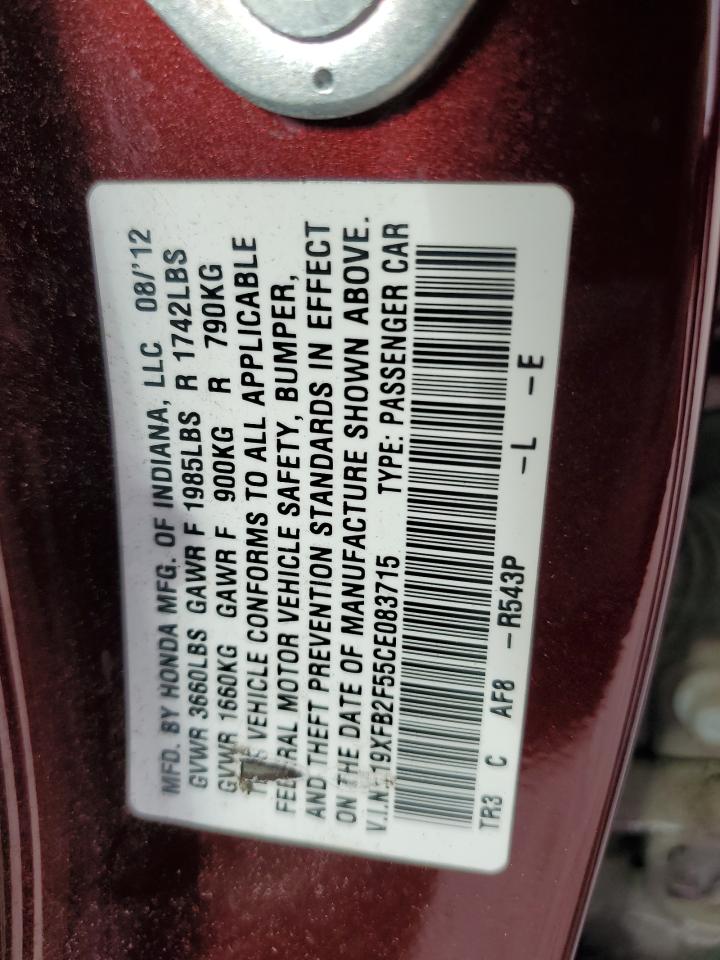 MFD. BY HONDA MFG. OF INDIANA, LLC 08/'12
GVWR 3660LBS GAWR F 1985LBS R 1742LBS
GVWR 1660KG GAWR F 900KG R 790KG
THIS VEHICLE CONFORMS TO ALL APPLICABLE
FEDERAL MOTOR VEHICLE SAFETY, BUMPER,
AND THEFT PREVENTION STANDARDS IN EFFECT
ON THE DATE OF MANUFACTURE SHOWN ABOVE.
V.I.N. 19XFB2F55CE083715 TYPE: PASSENGER CAR
TR3 C AF8 -R543P -L -E